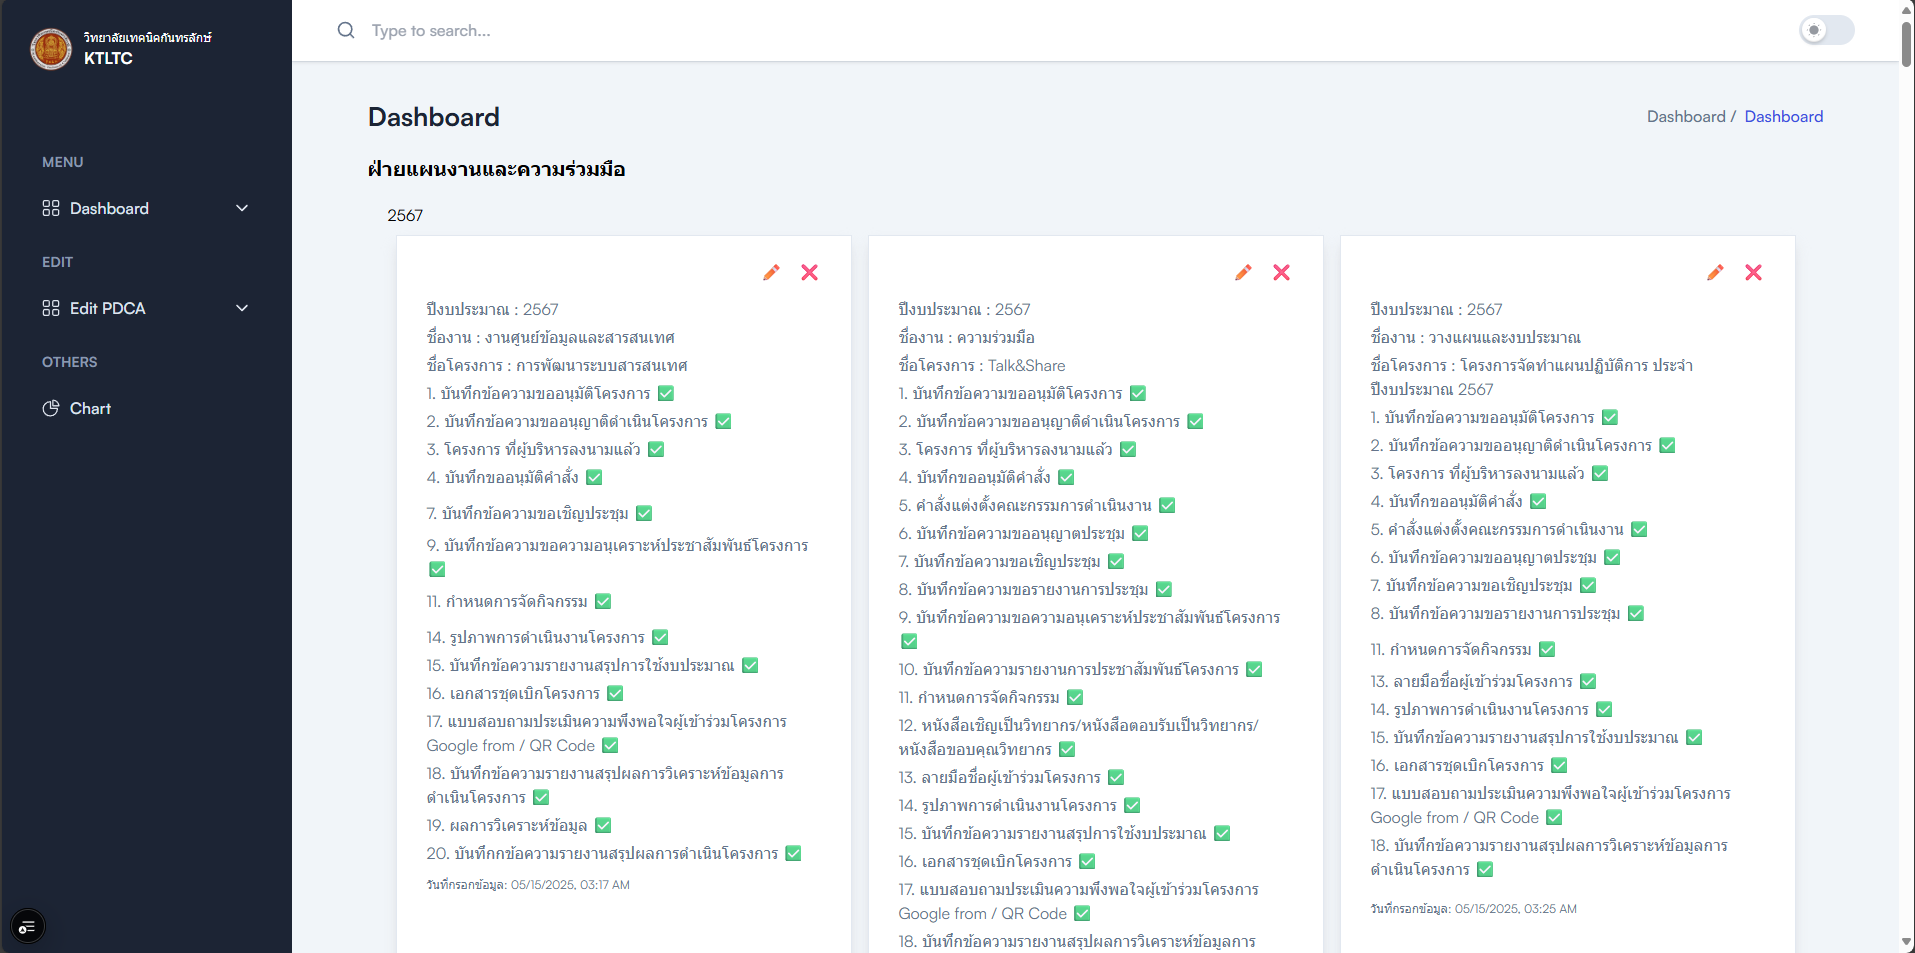 วิทยาลัยเทคนิคกันทรลักษ์
KTLTC
MENU
Dashboard
EDIT
Edit PDCA
OTHERS
Chart
Type to search...
Dashboard
Dashboard / Dashboard
ฝ่ายแผนงานและความร่วมมือ
2567
ปีงบประมาณ : 2567
ชื่องาน : งานศูนย์ข้อมูลและสารสนเทศ
ชื่อโครงการ : การพัฒนาระบบสารสนเทศ
1. บันทึกข้อความขออนุมัติโครงการ ✅
2. บันทึกข้อความขออนุญาติดำเนินโครงการ ✅
3. โครงการ ที่ผู้บริหารลงนามแล้ว ✅
4. บันทึกขออนุมัติคำสั่ง ✅
7. บันทึกข้อความขอเชิญประชุม ✅
9. บันทึกข้อความขอความอนุเคราะห์ประชาสัมพันธ์โครงการ
✅
11. กำหนดการจัดกิจกรรม ✅
14. รูปภาพการดำเนินงานโครงการ ✅
15. บันทึกข้อความรายงานสรุปการใช้งบประมาณ ✅
16. เอกสารชุดเบิกโครงการ ✅
17. แบบสอบถามประเมินความพึงพอใจผู้เข้าร่วมโครงการ
Google from / QR Code ✅
18. บันทึกข้อความรายงานสรุปผลการวิเคราะห์ข้อมูลการ
ดำเนินโครงการ ✅
19. ผลการวิเคราะห์ข้อมูล ✅
20. บันทึกกข้อความรายงานสรุปผลการดำเนินโครงการ ✅
วันที่กรอกข้อมูล: 05/15/2025, 03:17 AM
ปีงบประมาณ : 2567
ชื่องาน : ความร่วมมือ
ชื่อโครงการ : Talk&Share
1. บันทึกข้อความขออนุมัติโครงการ ✅
2. บันทึกข้อความขออนุญาติดำเนินโครงการ ✅
3. โครงการ ที่ผู้บริหารลงนามแล้ว ✅
4. บันทึกขออนุมัติคำสั่ง ✅
5. คำสั่งแต่งตั้งคณะกรรมการดำเนินงาน ✅
6. บันทึกข้อความขออนุญาตประชุม ✅
7. บันทึกข้อความขอเชิญประชุม ✅
8. บันทึกข้อความขอรายงานการประชุม ✅
9. บันทึกข้อความขอความอนุเคราะห์ประชาสัมพันธ์โครงการ
✅
10. บันทึกข้อความรายงานการประชาสัมพันธ์โครงการ ✅
11. กำหนดการจัดกิจกรรม ✅
12. หนังสือเชิญเป็นวิทยากร/หนังสือตอบรับเป็นวิทยากร/
หนังสือขอบคุณวิทยากร ✅
13. ลายมือชื่อผู้เข้าร่วมโครงการ ✅
14. รูปภาพการดำเนินงานโครงการ ✅
15. บันทึกข้อความรายงานสรุปการใช้งบประมาณ ✅
16. เอกสารชุดเบิกโครงการ ✅
17. แบบสอบถามประเมินความพึงพอใจผู้เข้าร่วมโครงการ
Google from / QR Code ✅
18. บันทึกข้อความรายงานสรุปผลการวิเคราะห์ข้อมูลการ
ปีงบประมาณ : 2567
ชื่องาน : วางแผนและงบประมาณ
ชื่อโครงการ : โครงการจัดทำแผนปฏิบัติการ ประจำ
ปีงบประมาณ 2567
1. บันทึกข้อความขออนุมัติโครงการ ✅
2. บันทึกข้อความขออนุญาติดำเนินโครงการ ✅
3. โครงการ ที่ผู้บริหารลงนามแล้ว ✅
4. บันทึกขออนุมัติคำสั่ง ✅
5. คำสั่งแต่งตั้งคณะกรรมการดำเนินงาน ✅
6. บันทึกข้อความขออนุญาตประชุม ✅
7. บันทึกข้อความขอเชิญประชุม ✅
8. บันทึกข้อความขอรายงานการประชุม ✅
11. กำหนดการจัดกิจกรรม ✅
13. ลายมือชื่อผู้เข้าร่วมโครงการ ✅
14. รูปภาพการดำเนินงานโครงการ ✅
15. บันทึกข้อความรายงานสรุปการใช้งบประมาณ ✅
16. เอกสารชุดเบิกโครงการ ✅
17. แบบสอบถามประเมินความพึงพอใจผู้เข้าร่วมโครงการ
Google from / QR Code ✅
18. บันทึกข้อความรายงานสรุปผลการวิเคราะห์ข้อมูลการ
ดำเนินโครงการ ✅
วันที่กรอกข้อมูล: 05/15/2025, 03:25 AM